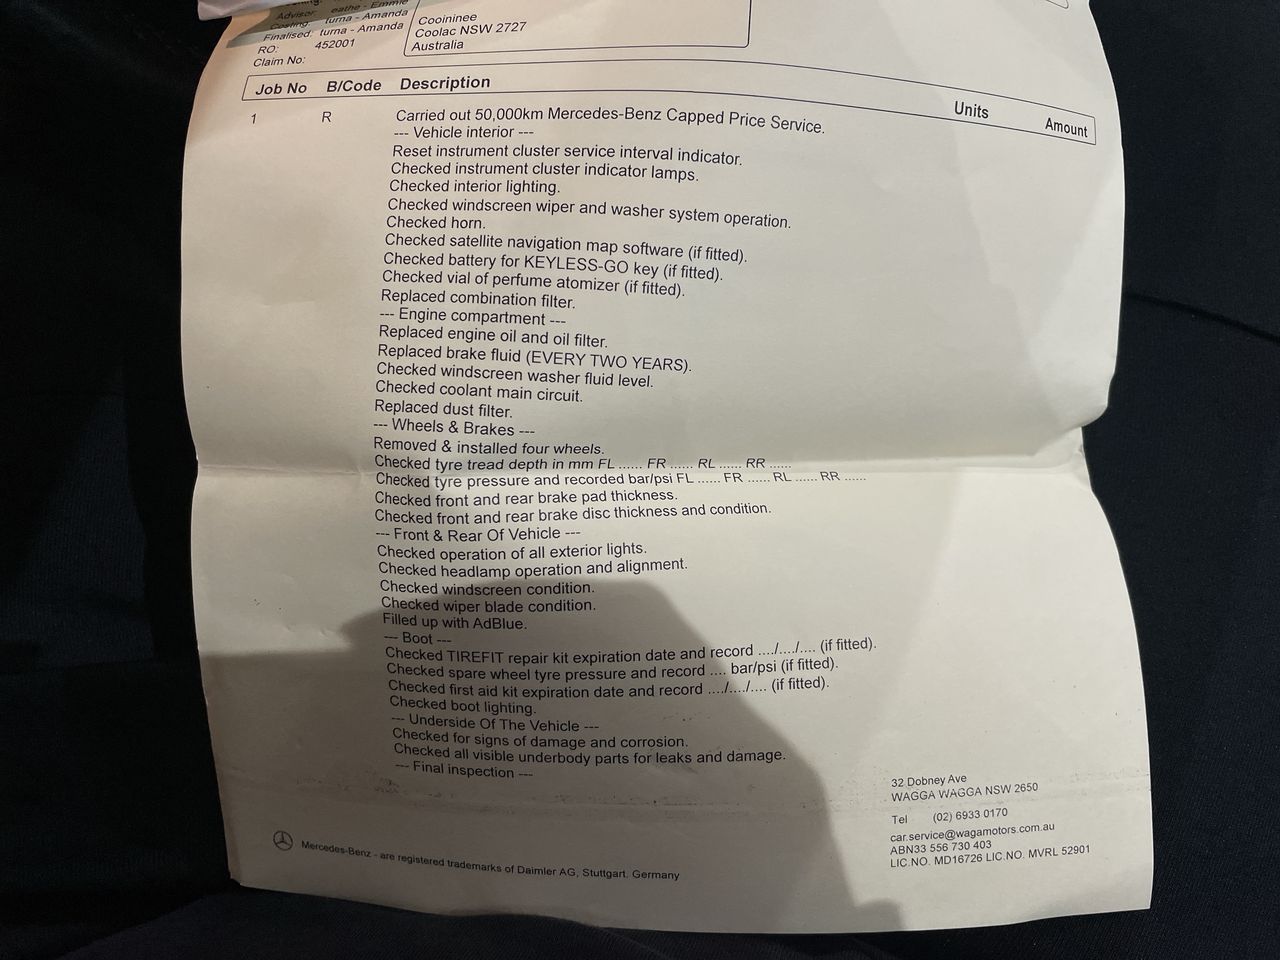 Advisor: eathe - Emmie
Costing: turna - Amanda
Finalised: turna - Amanda
RO: 452001
Claim No:
Cooininee
Coolac NSW 2727
Australia
Job No B/Code Description Units Amount
1 R Carried out 50,000km Mercedes-Benz Capped Price Service.
--- Vehicle interior ---
Reset instrument cluster service interval indicator.
Checked instrument cluster indicator lamps.
Checked interior lighting.
Checked windscreen wiper and washer system operation.
Checked horn.
Checked satellite navigation map software (if fitted).
Checked battery for KEYLESS-GO key (if fitted).
Checked vial of perfume atomizer (if fitted).
Replaced combination filter.
--- Engine compartment ---
Replaced engine oil and oil filter.
Replaced brake fluid (EVERY TWO YEARS).
Checked windscreen washer fluid level.
Checked coolant main circuit.
Replaced dust filter.
--- Wheels & Brakes ---
Removed & installed four wheels.
Checked tyre tread depth in mm FL ...... FR ...... RL ...... RR ......
Checked tyre pressure and recorded bar/psi FL ...... FR ...... RL ...... RR ......
Checked front and rear brake pad thickness.
Checked front and rear brake disc thickness and condition.
--- Front & Rear Of Vehicle ---
Checked operation of all exterior lights.
Checked headlamp operation and alignment.
Checked windscreen condition.
Checked wiper blade condition.
Filled up with AdBlue.
--- Boot ---
Checked TIREFIT repair kit expiration date and record ..../..../.... (if fitted).
Checked spare wheel tyre pressure and record .... bar/psi (if fitted).
Checked first aid kit expiration date and record ..../..../.... (if fitted).
Checked boot lighting.
--- Underside Of The Vehicle ---
Checked for signs of damage and corrosion.
Checked all visible underbody parts for leaks and damage.
--- Final inspection ---
32 Dobney Ave
WAGGA WAGGA NSW 2650
Tel (02) 6933 0170
car.service@wagamotors.com.au
ABN33 556 730 403
LIC.NO. MD16726 LIC.NO. MVRL 52901
Mercedes-Benz - are registered trademarks of Daimler AG, Stuttgart. Germany